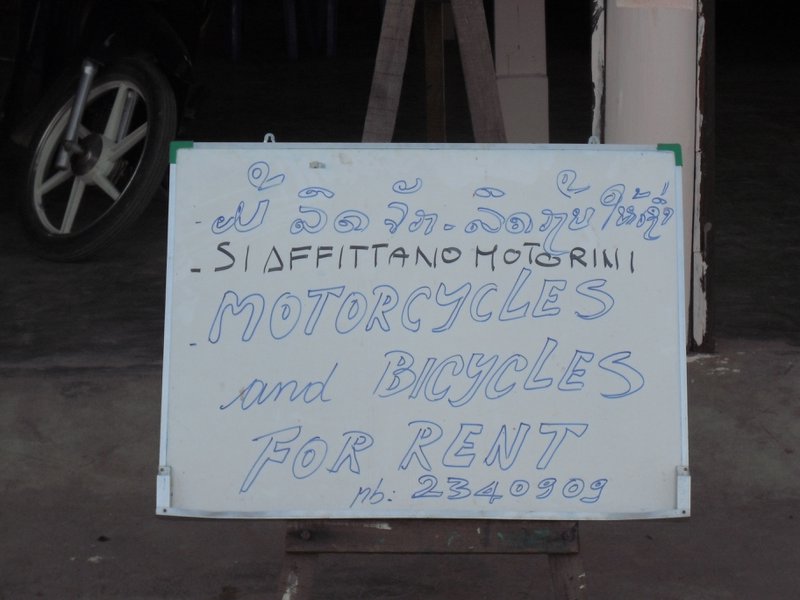 - ມີ ລົດຈັກ - ລົດຖີບ ໃຫ້ເຊົ່າ
- SI AFFITTANO MOTORINI
- MOTORCYCLES
and BICYCLES
FOR RENT
nb: 2340909